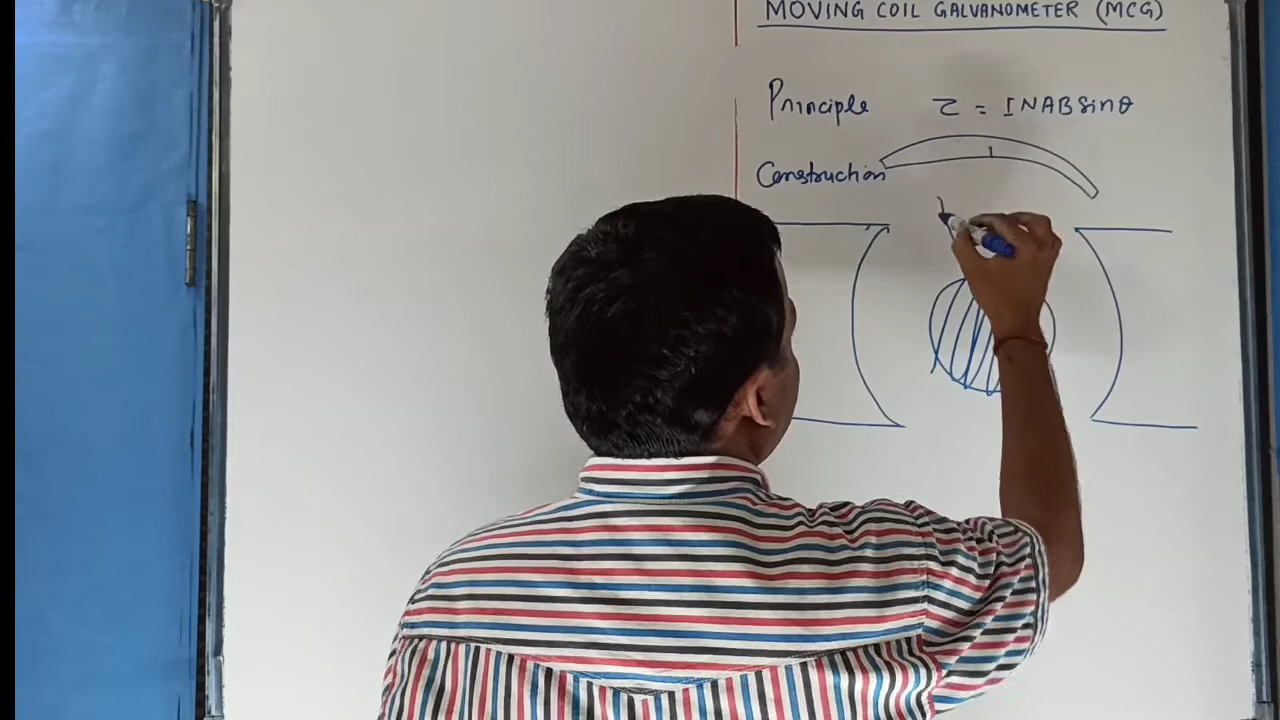 MOVING COIL GALVANOMETER (MCG)
Principle τ = INABsinθ
Construction